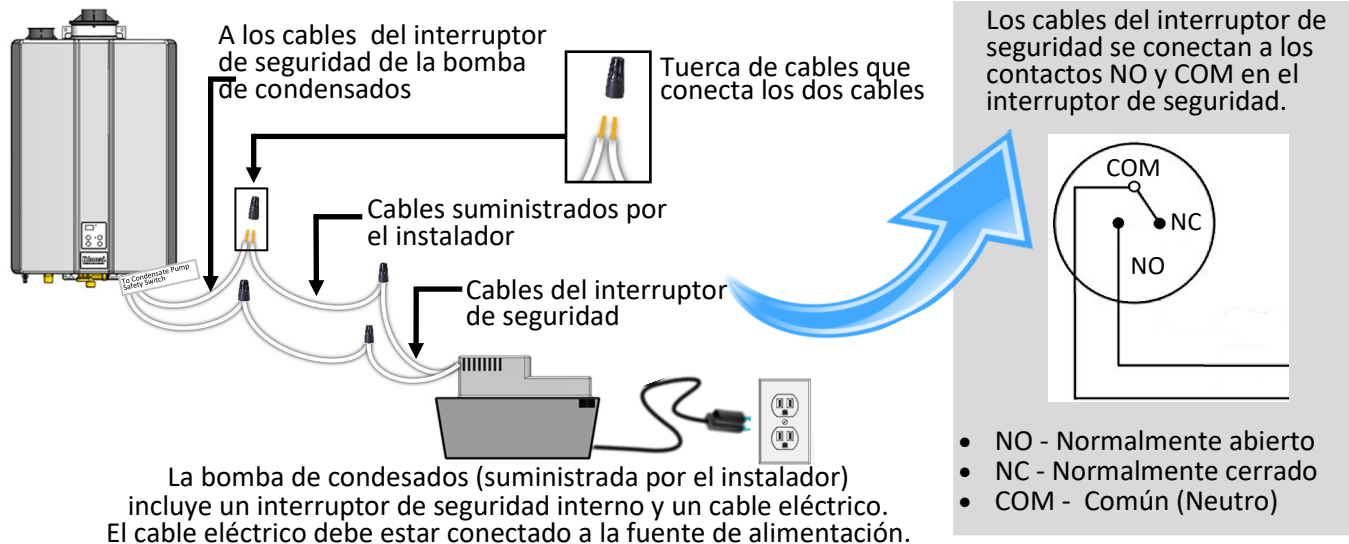 A los cables del interruptor
de seguridad de la bomba
de condensados
Tuerca de cables que
conecta los dos cables
Cables suministrados por
el instalador
To Condensate Pump
Safety Switch
Rinnai
Cables del interruptor
de seguridad
La bomba de condesados (suministrada por el instalador)
incluye un interruptor de seguridad interno y un cable eléctrico.
El cable eléctrico debe estar conectado a la fuente de alimentación.
Los cables del interruptor de
seguridad se conectan a los
contactos NO y COM en el
interruptor de seguridad.
COM
NC
NO
• NO - Normalmente abierto
• NC - Normalmente cerrado
• COM - Común (Neutro)